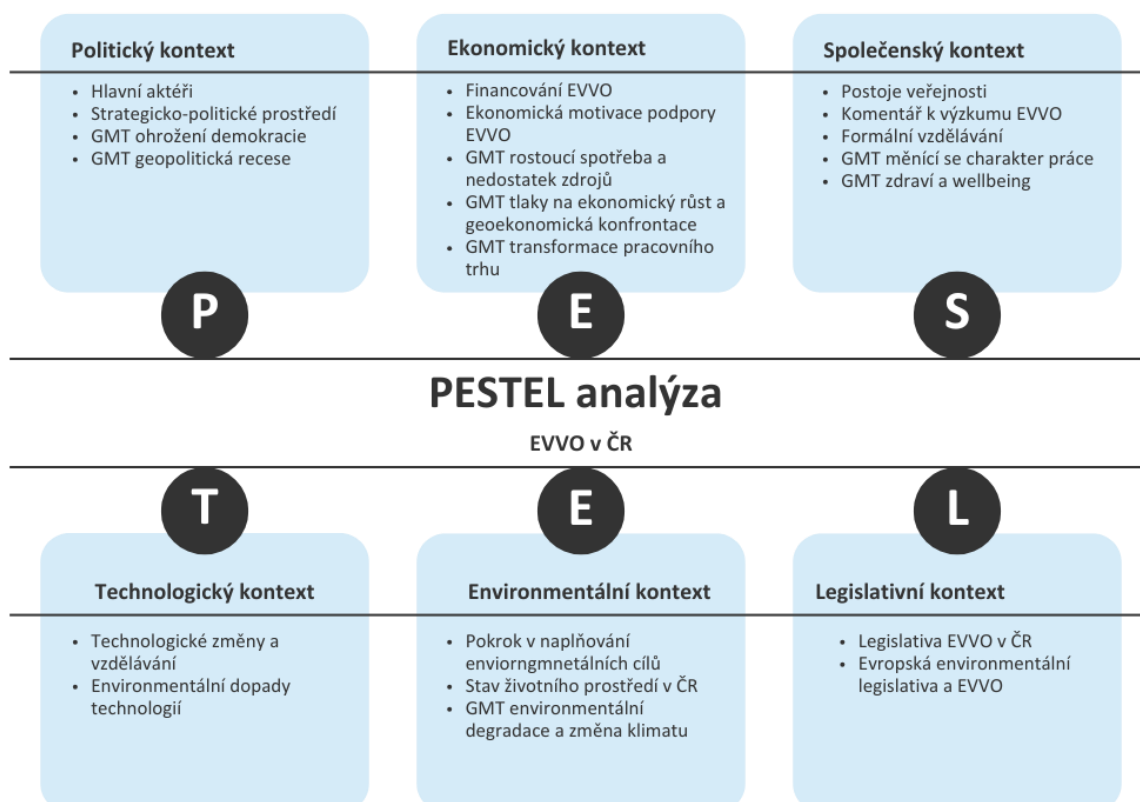 Politický kontext
Hlavní aktéři
Strategicko-politické prostředí
GMT ohrožení demokracie
GMT geopolitická recese
P
Ekonomický kontext
Financování EVVO
Ekonomická motivace podpory
EVVO
GMT rostoucí spotřeba a
nedostatek zdrojů
GMT tlaky na ekonomický růst a
geoekonomická konfrontace
GMT transformace pracovního
trhu
E
Společenský kontext
Postoje veřejnosti
Komentář k výzkumu EVVO
Formální vzdělávání
GMT měnící se charakter práce
GMT zdraví a wellbeing
S
PESTEL analýza
EVVO v ČR
T
Technologický kontext
Technologické změny a
vzdělávání
Environmentální dopady
technologií
E
Environmentální kontext
Pokrok v naplňování
enviorngmnetálních cílů
Stav životního prostředí v ČR
GMT environmentální
degradace a změna klimatu
L
Legislativní kontext
Legislativa EVVO v ČR
Evropská environmentální
legislativa a EVVO